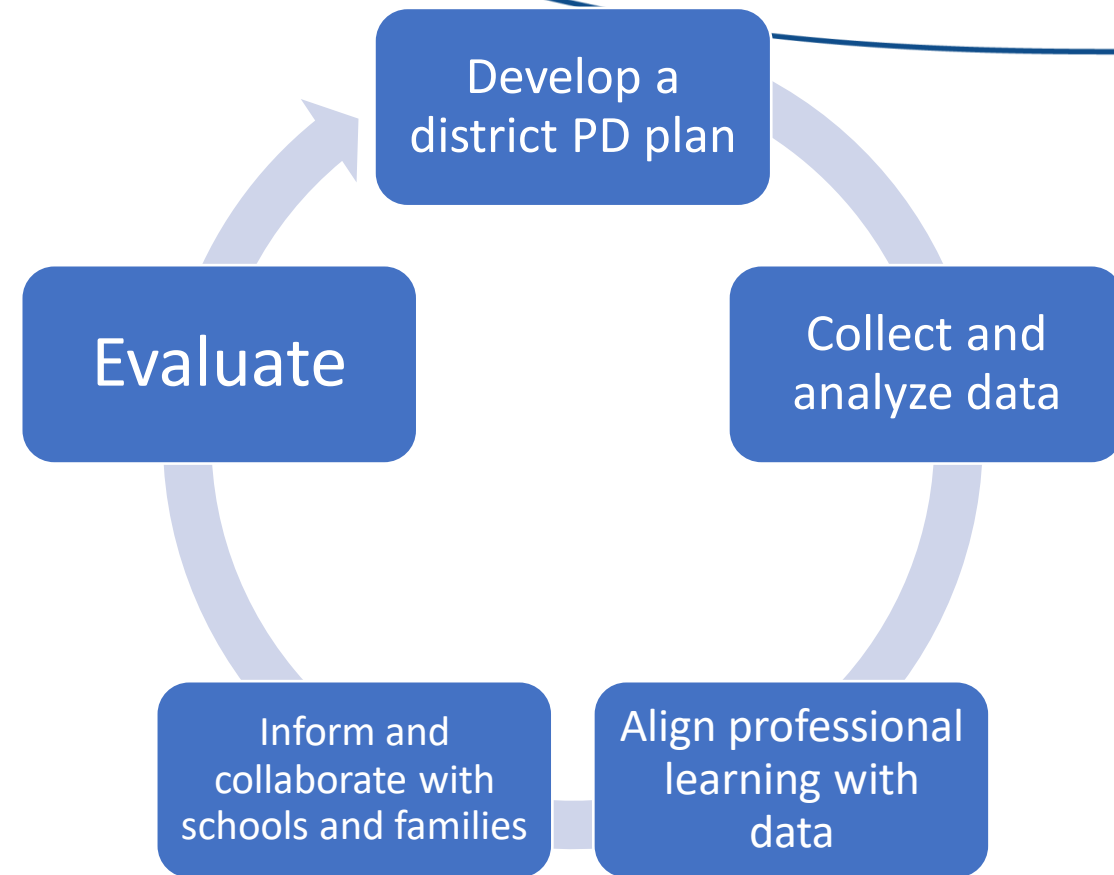 Develop a
district PD plan
Collect and
analyze data
Align professional
learning with
data
Inform and
collaborate with
schools and families
Evaluate